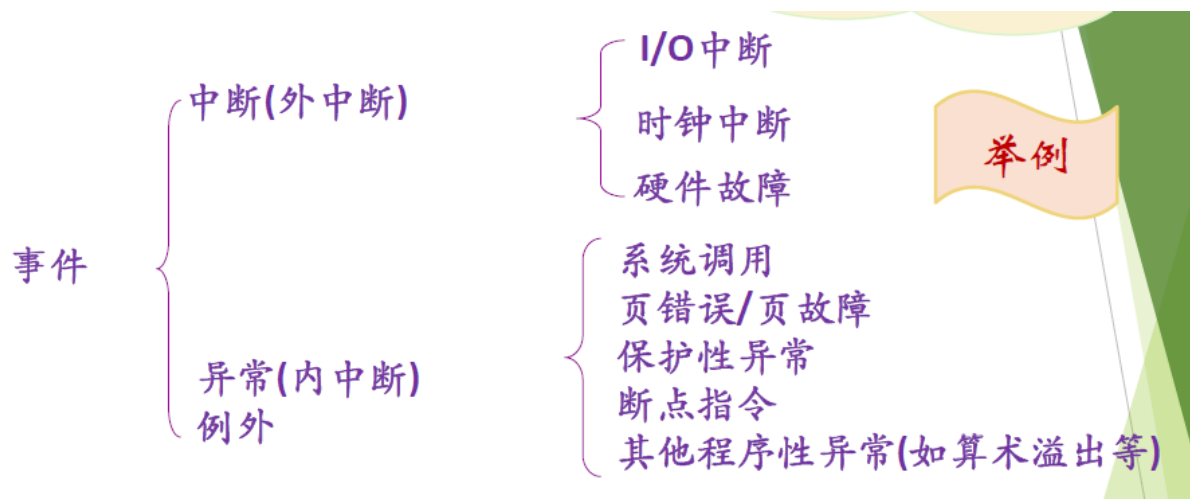 I/O中断
中断(外中断)
时钟中断
举例
硬件故障
事件
系统调用
页错误/页故障
保护性异常
异常(内中断)
断点指令
例外
其他程序性异常(如算术溢出等)